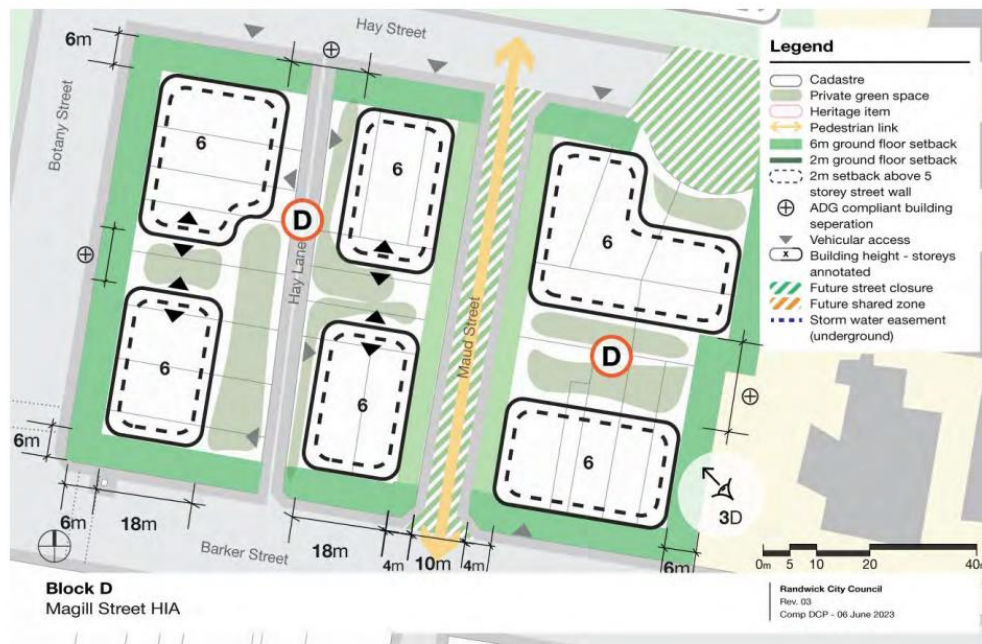 6m
Hay Street
Botany Street
6
6
6
D
Hay Lane
Maud Street
D
6
6
6
6m
6m
18m
18m
4m
10m
4m
6m
Barker Street
3D
0m 5 10 20 40m
Legend
Cadastre
Private green space
Heritage item
Pedestrian link
6m ground floor setback
2m ground floor setback
2m setback above 5
storey street wall
ADG compliant building
seperation
Vehicular access
x
Building height - storeys
annotated
Future street closure
Future shared zone
Storm water easement
(underground)
Block D
Magill Street HIA
Randwick City Council
Rev. 03
Comp DCP - 06 June 2023